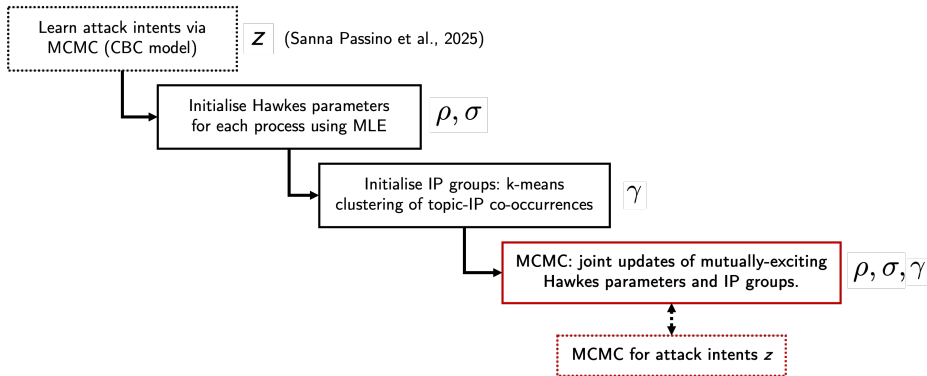 Learn attack intents via
MCMC (CBC model)
z (Sanna Passino et al., 2025)
Initialise Hawkes parameters
for each process using MLE
ρ, σ
Initialise IP groups: k-means
clustering of topic-IP co-occurrences
γ
MCMC: joint updates of mutually-exciting
Hawkes parameters and IP groups.
ρ, σ, γ
MCMC for attack intents z